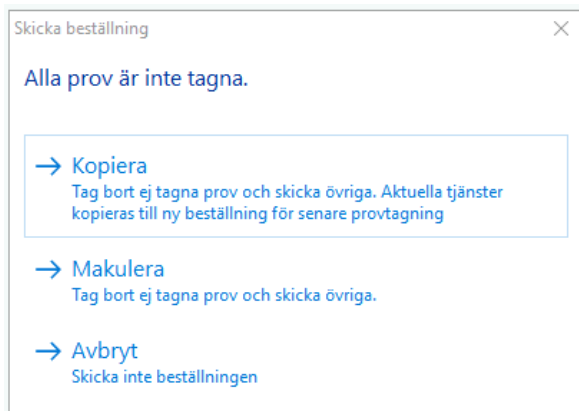 Skicka beställning
Alla prov är inte tagna.
Kopiera
Tag bort ej tagna prov och skicka övriga. Aktuella tjänster
kopieras till ny beställning för senare provtagning
Makulera
Tag bort ej tagna prov och skicka övriga.
Avbryt
Skicka inte beställningen